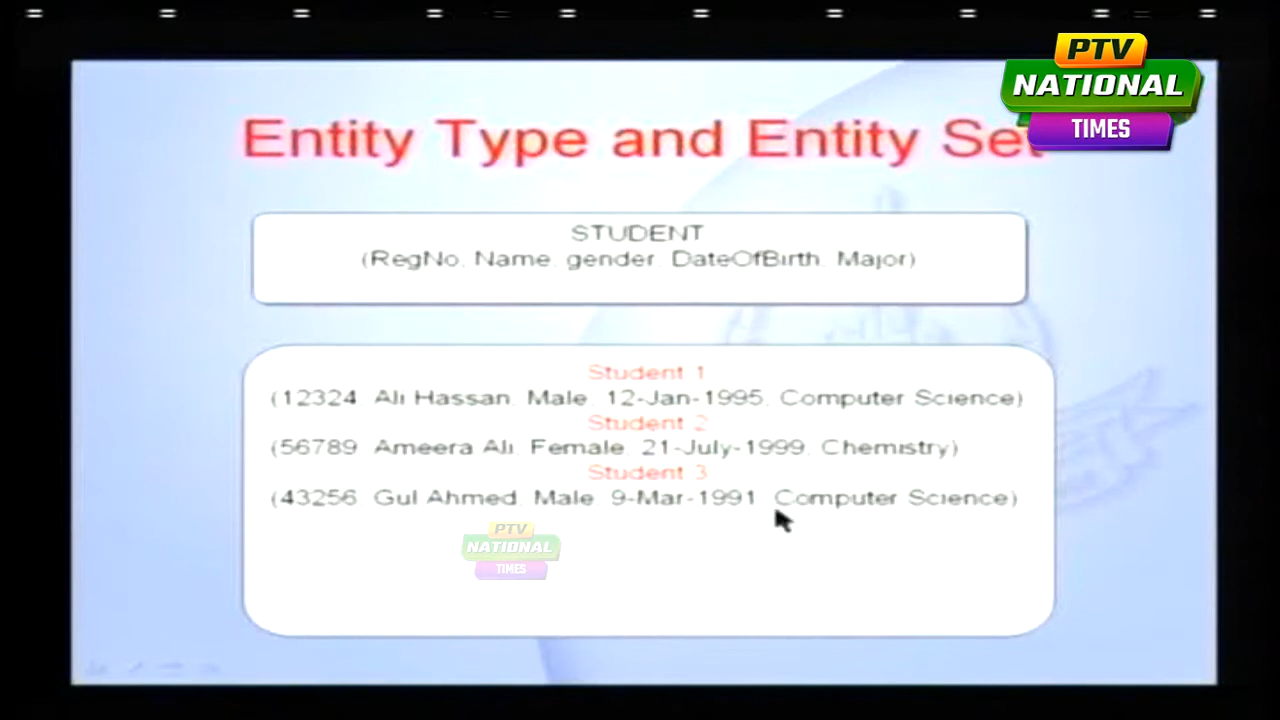 PTV
NATIONAL
TIMES
Entity Type and Entity Set
STUDENT
(RegNo, Name, gender, DateOfBirth, Major)
Student 1
(12324, Ali Hassan, Male, 12-Jan-1995, Computer Science)
Student 2
(56789, Ameera Ali, Female, 21-July-1999, Chemistry)
Student 3
(43256, Gul Ahmed, Male, 9-Mar-1991, Computer Science)
PTV
NATIONAL
TIMES